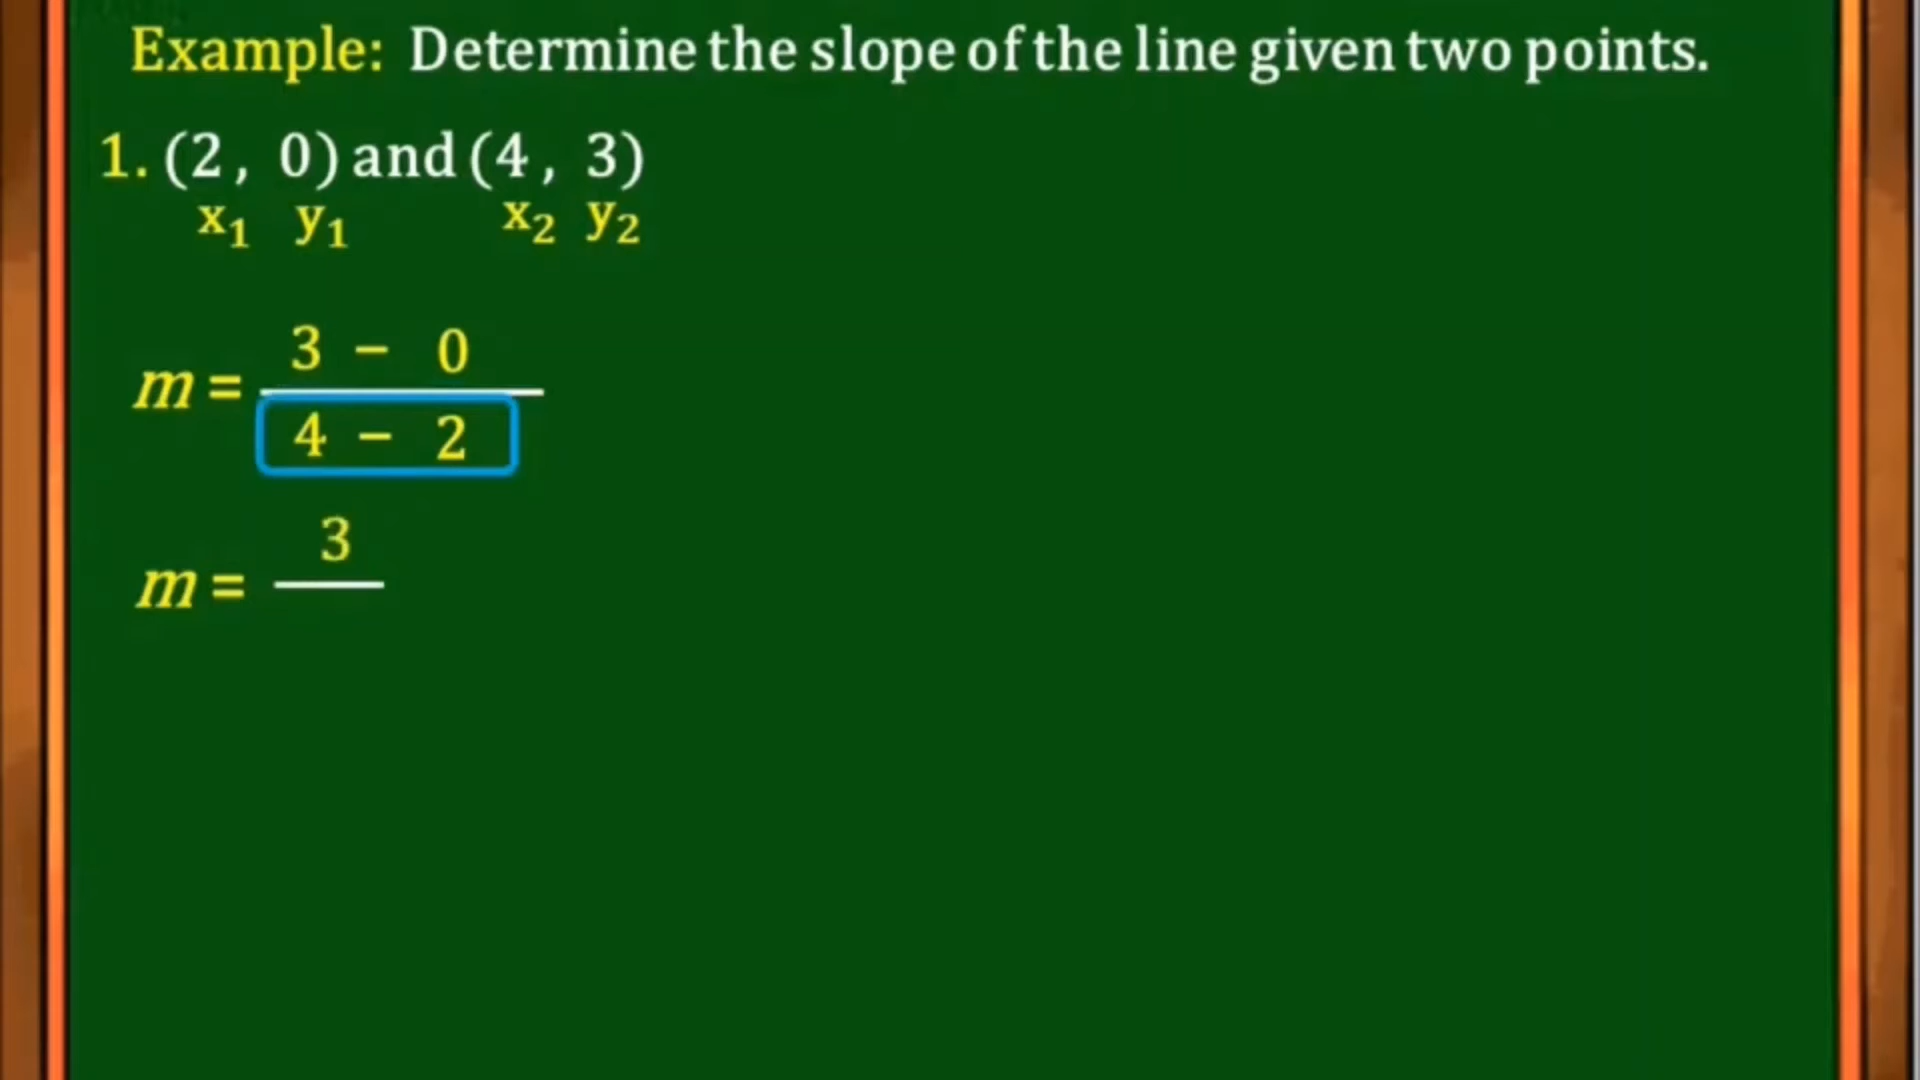 Example: Determine the slope of the line given two points.
1. (2, 0) and (4, 3)
x₁ y₁ x₂ y₂
3 − 0
m =
4 − 2
3
m =